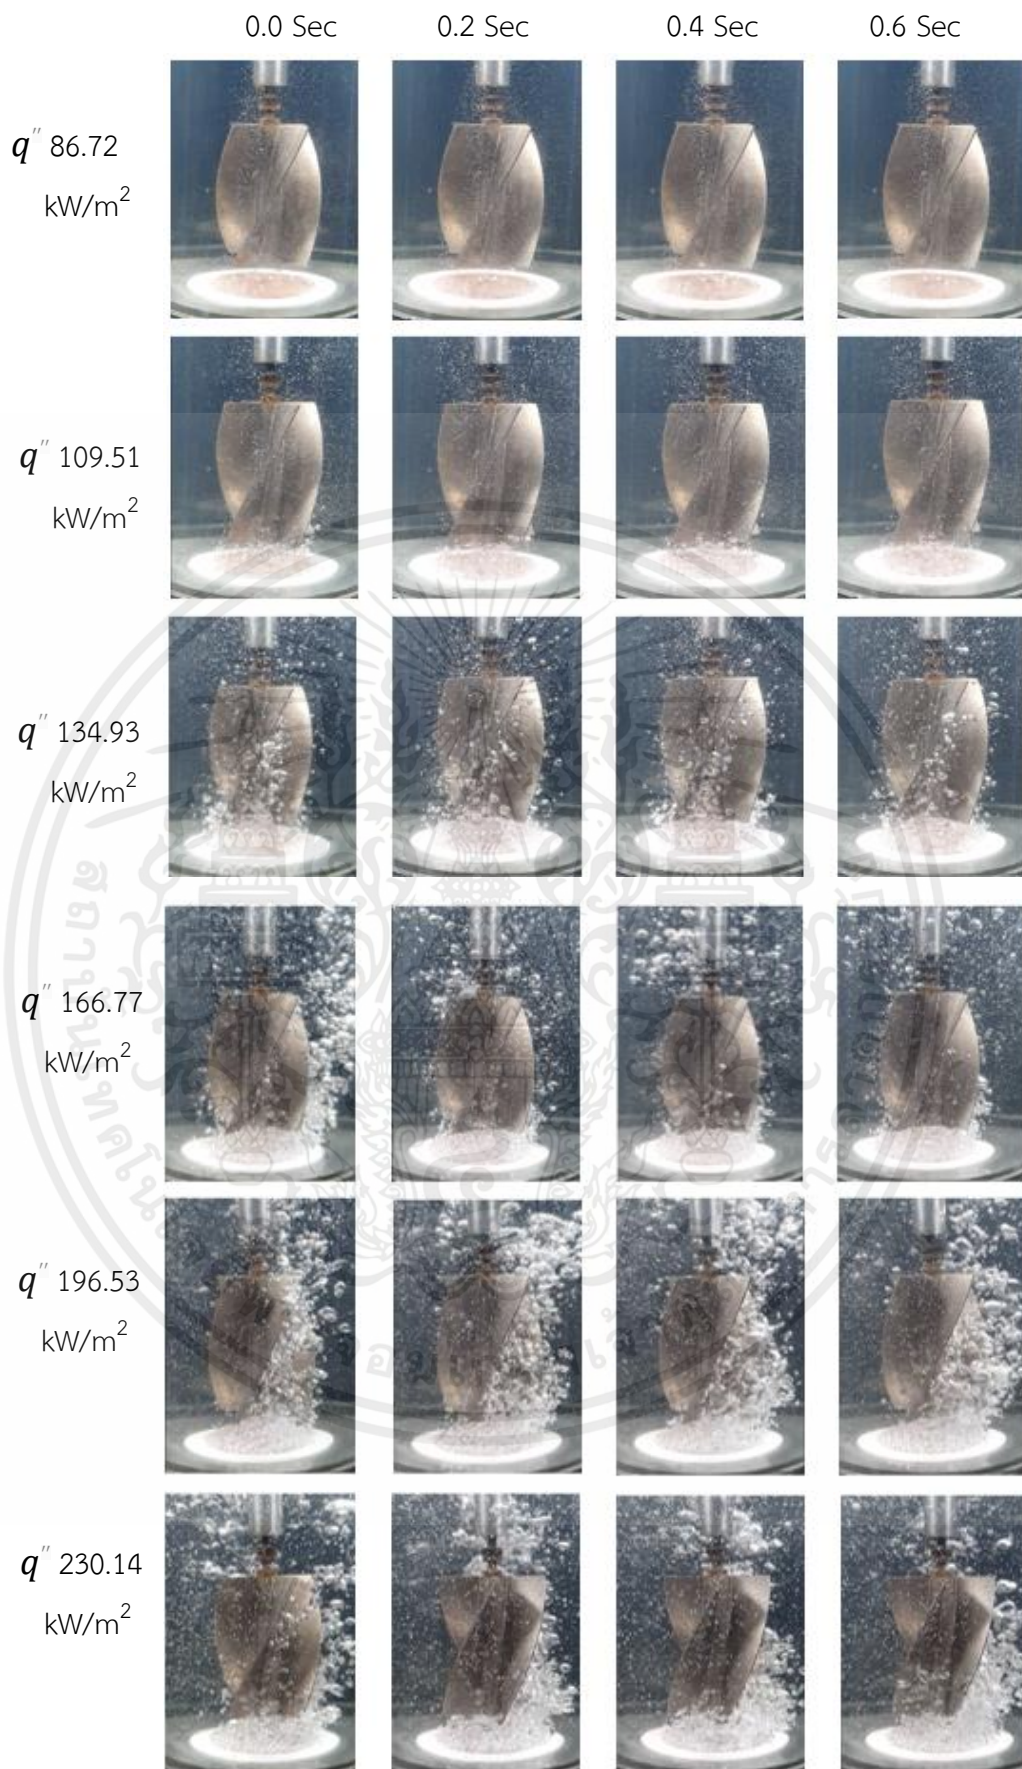 0.0 Sec 0.2 Sec 0.4 Sec 0.6 Sec
q″ 86.72
kW/m²
q″ 109.51
kW/m²
q″ 134.93
kW/m²
q″ 166.77
kW/m²
q″ 196.53
kW/m²
q″ 230.14
kW/m²